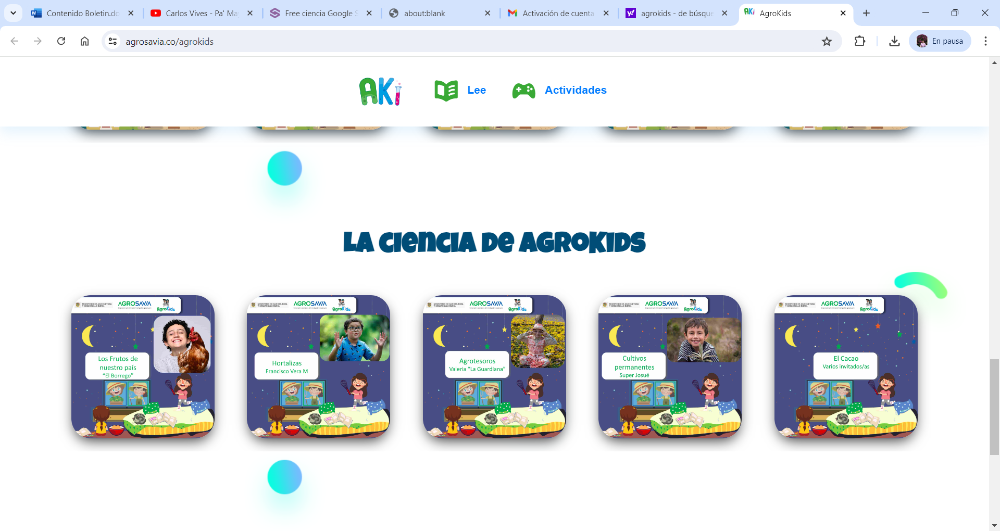 Contenido Boletin.do
Carlos Vives - Pa' Ma
Free ciencia Google S
about:blank
Activación de cuenta
agrokids - de búsque
AgroKids
agrosavia.co/agrokids
En pausa
AKi
Lee
Actividades
La ciencia de AgroKids
AGROSAVIA
AgroKids
Los Frutos de
nuestro país
"El Borrego"
AGROSAVIA
AgroKids
Hortalizas
Francisco Vera M
AGROSAVIA
AgroKids
Agrotesoros
Valeria "La Guardiana"
AGROSAVIA
AgroKids
Cultivos
permanentes
Super Josué
AGROSAVIA
AgroKids
El Cacao
Varios invitados/as